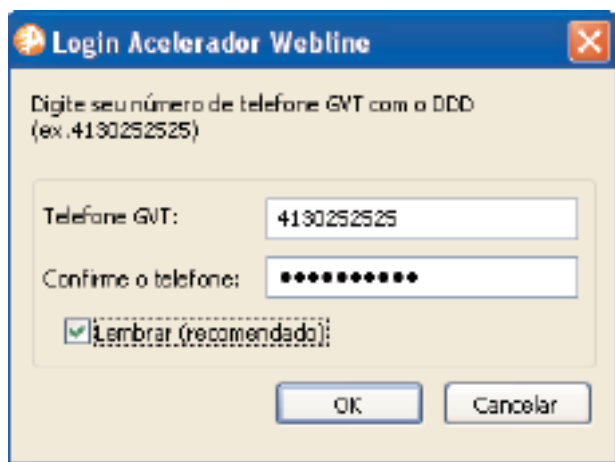 Login Acelerador Webline
Digite seu número de telefone GVT com o DDD
(ex.4130252525)
Telefone GVT:
4130252525
Confirme o telefone:
●●●●●●●●●●
Lembrar (recomendado)
OK
Cancelar